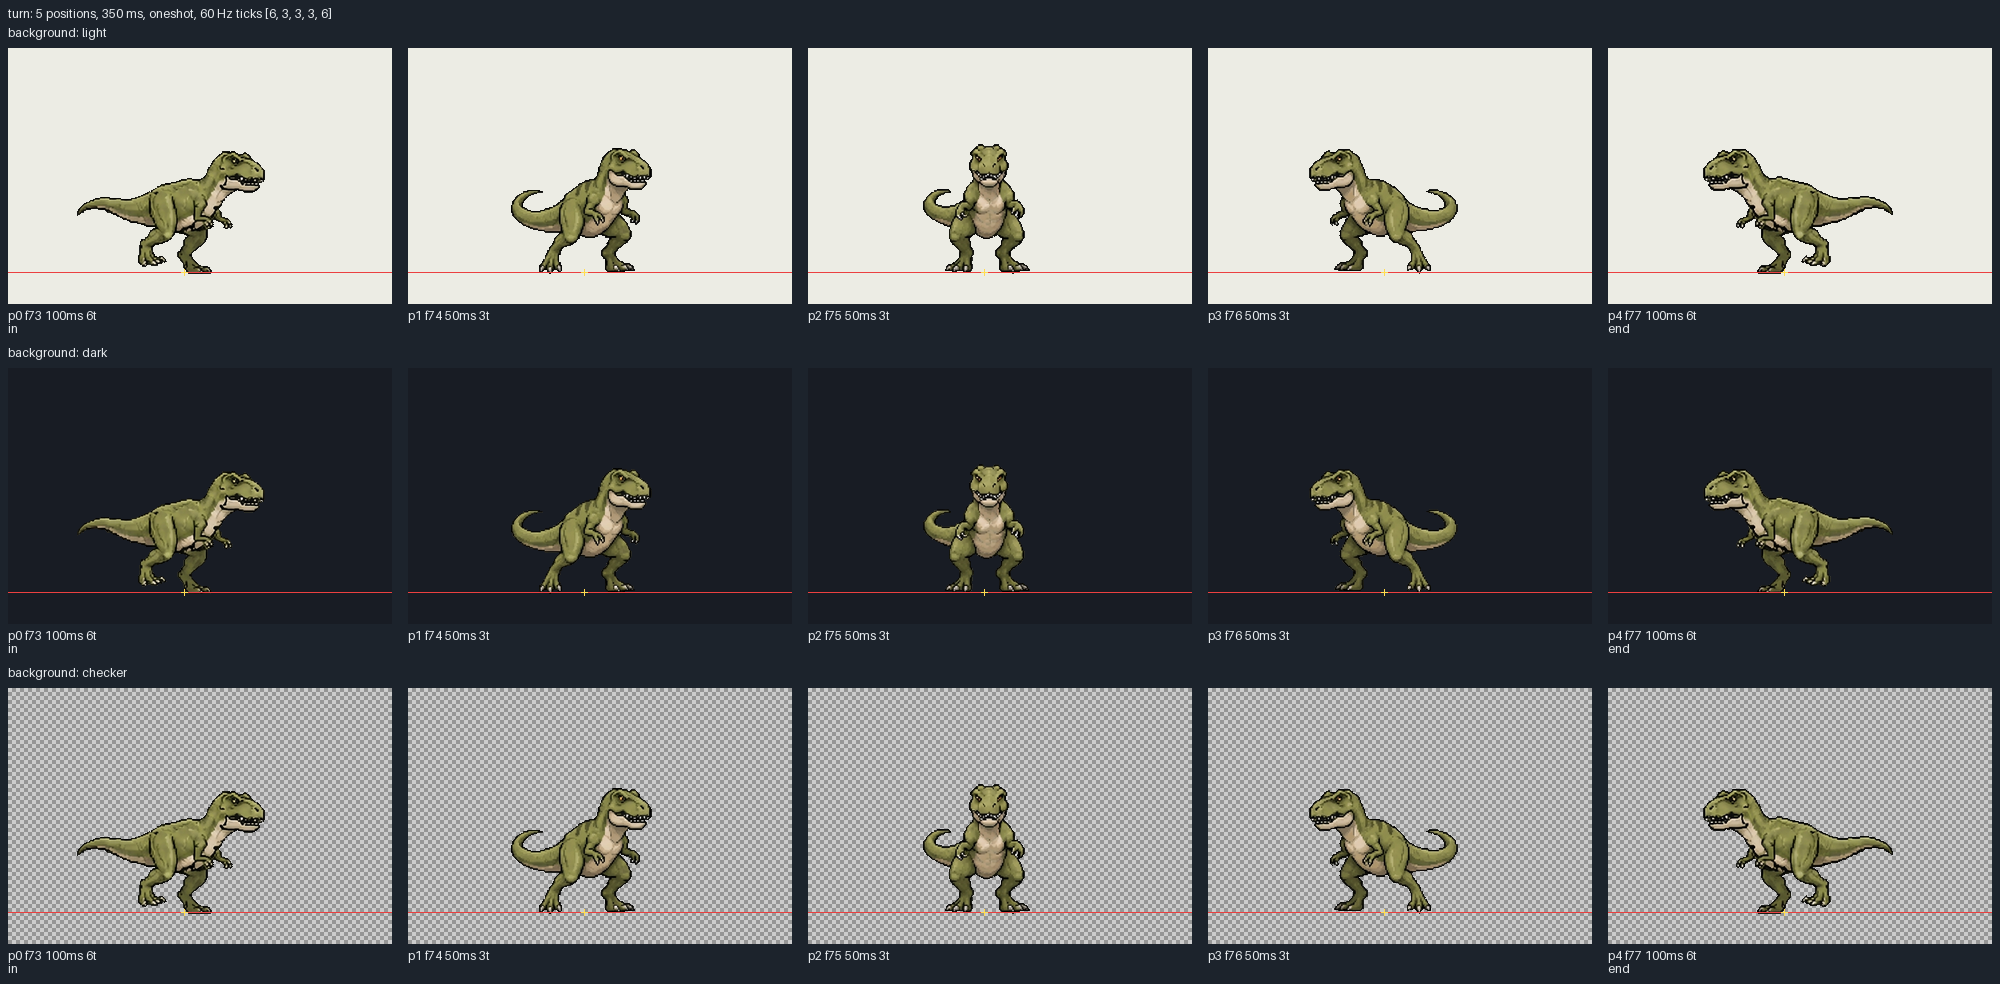 turn: 5 positions, 350 ms, oneshot, 60 Hz ticks [6, 3, 3, 3, 6]
background: light
p0 f73 100ms 6t
in
p1 f74 50ms 3t
p2 f75 50ms 3t
p3 f76 50ms 3t
p4 f77 100ms 6t
end
background: dark
p0 f73 100ms 6t
in
p1 f74 50ms 3t
p2 f75 50ms 3t
p3 f76 50ms 3t
p4 f77 100ms 6t
end
background: checker
p0 f73 100ms 6t
in
p1 f74 50ms 3t
p2 f75 50ms 3t
p3 f76 50ms 3t
p4 f77 100ms 6t
end